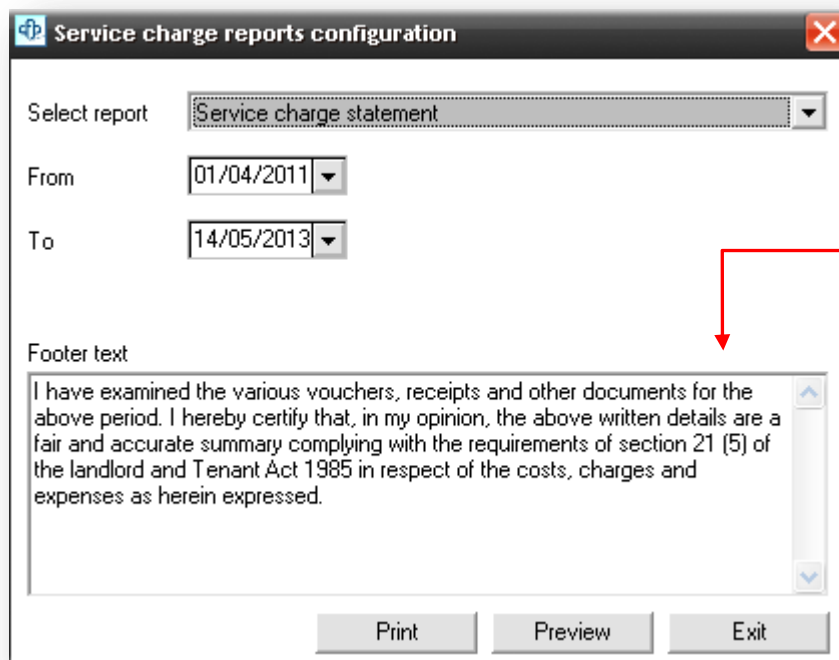 Service charge reports configuration
Select report Service charge statement
From 01/04/2011
To 14/05/2013
Footer text
I have examined the various vouchers, receipts and other documents for the
above period. I hereby certify that, in my opinion, the above written details are a
fair and accurate summary complying with the requirements of section 21 (5) of
the landlord and Tenant Act 1985 in respect of the costs, charges and
expenses as herein expressed.
Print Preview Exit